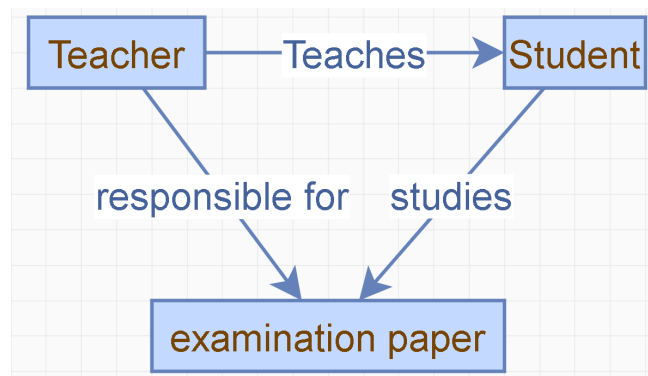 Teacher
Teaches
Student
responsible for
studies
examination paper